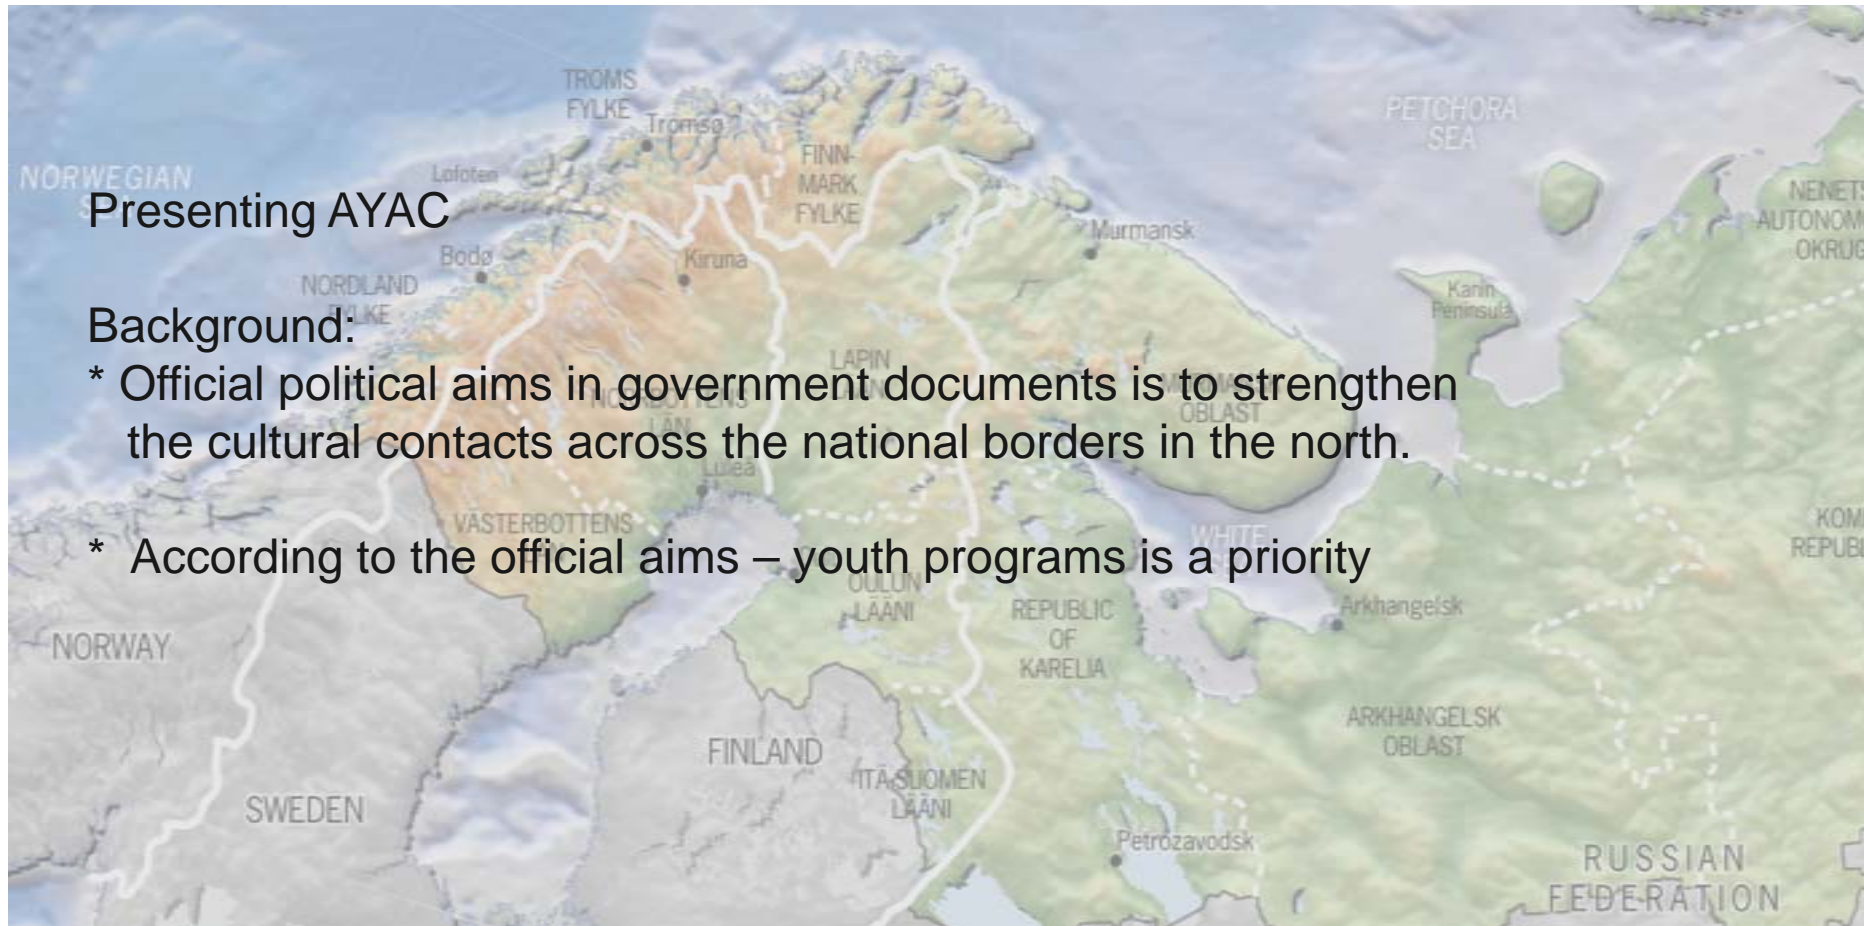 Presenting AYAC
Background:
* Official political aims in government documents is to strengthen
the cultural contacts across the national borders in the north.
* According to the official aims – youth programs is a priority
TROMS
FYLKE
Tromsø
NORWEGIAN
Lofoten
FINN-
MARK
FYLKE
PETCHORA
SEA
Murmansk
Bodø
Kiruna
NORDLAND
Kanin
Peninsula
LAPIN
OBLAST
Luleå
VÄSTERBOTTENS
WHITE
OULUN
LÄÄNI
REPUBLIC
OF
KARELIA
Arkhangelsk
NORWAY
SWEDEN
FINLAND
ITÄ-SUOMEN
LÄÄNI
ARKHANGELSK
OBLAST
Petrozavodsk
RUSSIAN
FEDERATION